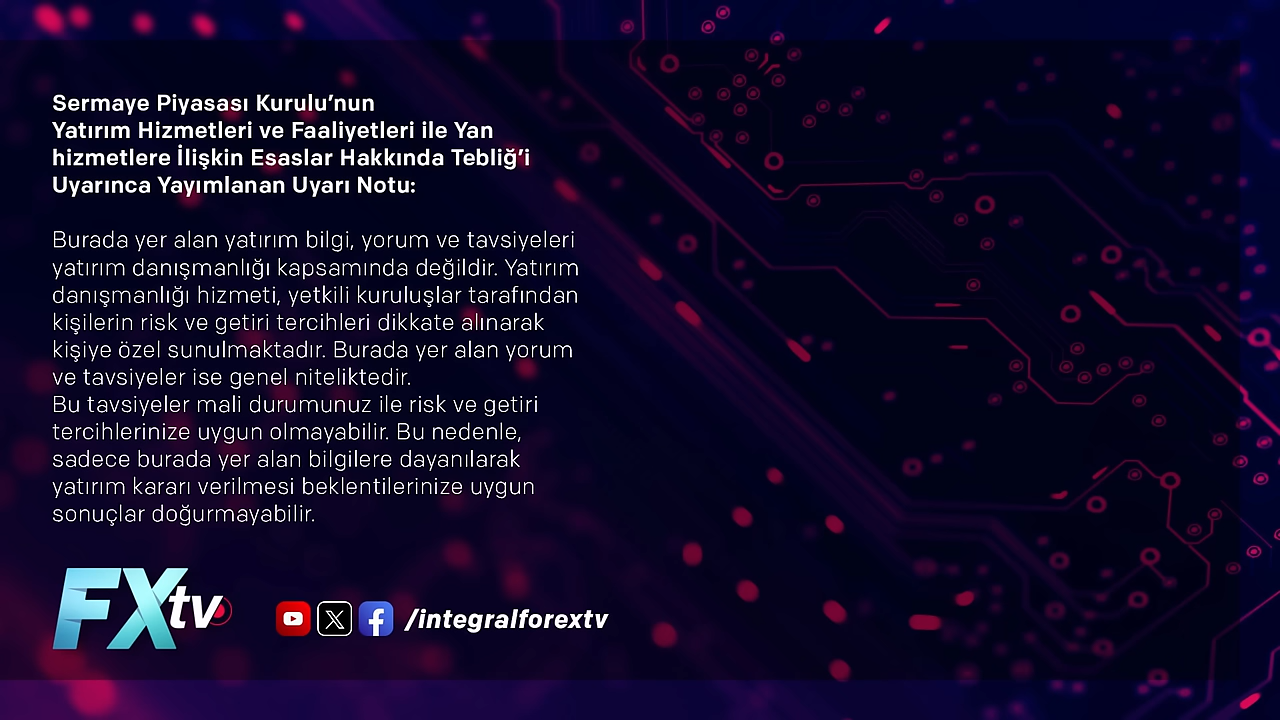 Sermaye Piyasası Kurulu’nun
Yatırım Hizmetleri ve Faaliyetleri ile Yan
hizmetlere İlişkin Esaslar Hakkında Tebliğ’i
Uyarınca Yayımlanan Uyarı Notu:
Burada yer alan yatırım bilgi, yorum ve tavsiyeleri
yatırım danışmanlığı kapsamında değildir. Yatırım
danışmanlığı hizmeti, yetkili kuruluşlar tarafından
kişilerin risk ve getiri tercihleri dikkate alınarak
kişiye özel sunulmaktadır. Burada yer alan yorum
ve tavsiyeler ise genel niteliktedir.
Bu tavsiyeler mali durumunuz ile risk ve getiri
tercihlerinize uygun olmayabilir. Bu nedenle,
sadece burada yer alan bilgilere dayanılarak
yatırım kararı verilmesi beklentilerinize uygun
sonuçlar doğurmayabilir.
FXtv
/integralforextv